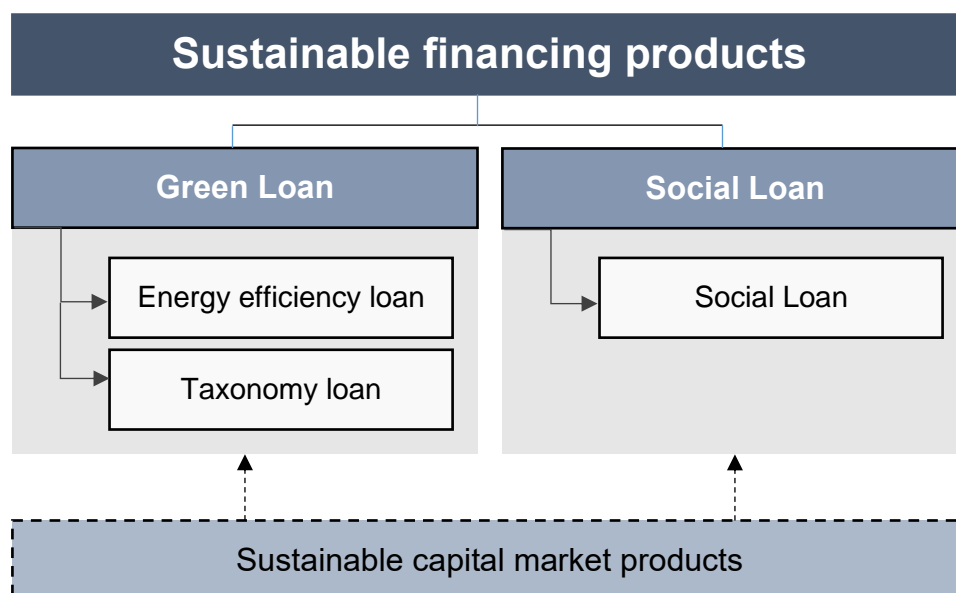 Sustainable financing products
Green Loan
Energy efficiency loan
Taxonomy loan
Social Loan
Social Loan
Sustainable capital market products